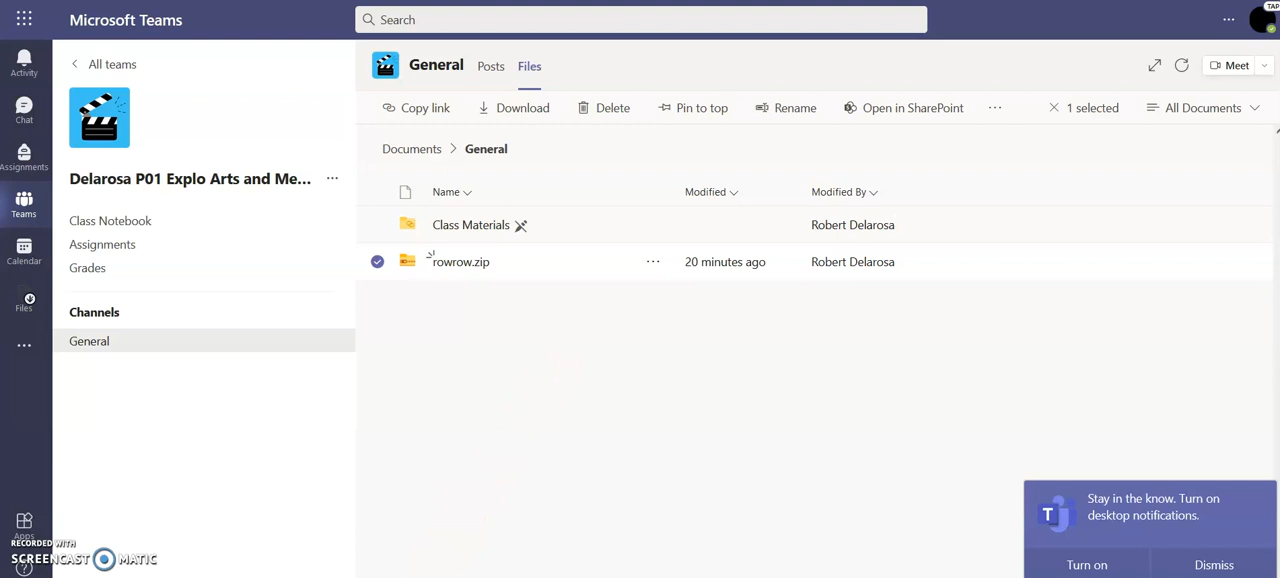 Microsoft Teams
Search
TAP
Activity
Chat
Assignments
Teams
Calendar
Files
Apps
All teams
Delarosa P01 Explo Arts and Me...
Class Notebook
Assignments
Grades
Channels
General
General Posts Files
Meet
Copy link Download Delete Pin to top Rename Open in SharePoint 1 selected All Documents
Documents > General
Name Modified Modified By
Class Materials Robert Delarosa
rowrow.zip 20 minutes ago Robert Delarosa
T
Stay in the know. Turn on
desktop notifications.
Turn on Dismiss
RECORDED WITH
SCREENCAST MATIC